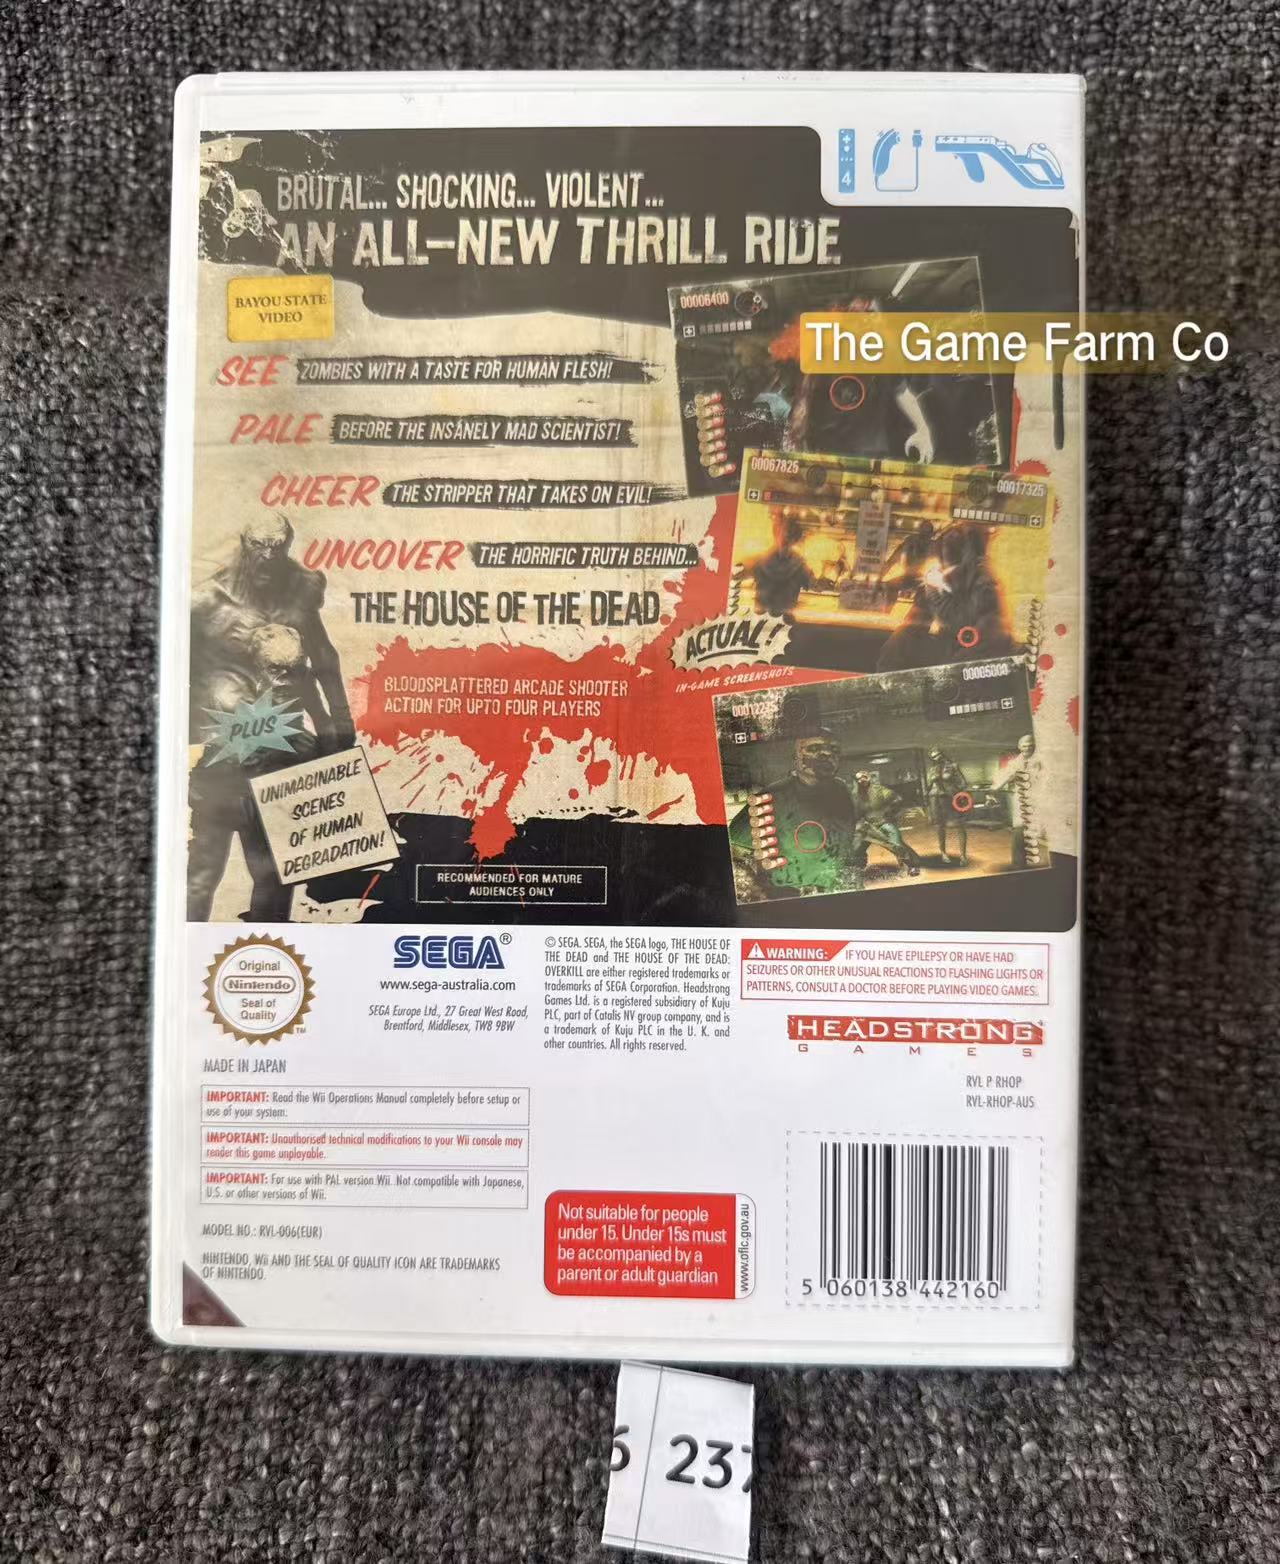 BRUTAL... SHOCKING... VIOLENT...
AN ALL-NEW THRILL RIDE
4
BAYOU STATE
VIDEO
SEE ZOMBIES WITH A TASTE FOR HUMAN FLESH!
PALE BEFORE THE INSANELY MAD SCIENTIST!
CHEER THE STRIPPER THAT TAKES ON EVIL!
UNCOVER THE HORRIFIC TRUTH BEHIND...
THE HOUSE OF THE DEAD
00006400
The Game Farm Co
00067825
00017325
ACTUAL!
IN-GAME SCREENSHOTS
00005000
BLOODSPLATTERED ARCADE SHOOTER
ACTION FOR UPTO FOUR PLAYERS
PLUS
UNIMAGINABLE
SCENES
OF HUMAN
DEGRADATION!
RECOMMENDED FOR MATURE
AUDIENCES ONLY
Original
Nintendo
Seal of
Quality
TM
SEGA®
www.sega-australia.com
SEGA Europe Ltd., 27 Great West Road,
Brentford, Middlesex, TW8 9BW
© SEGA. SEGA, the SEGA logo, THE HOUSE OF
THE DEAD and THE HOUSE OF THE DEAD:
OVERKILL are either registered trademarks or
trademarks of SEGA Corporation. Headstrong
Games Ltd. is a registered subsidiary of Kuju
PLC, part of Catalis NV group company, and is
a trademark of Kuju PLC in the U. K. and
other countries. All rights reserved.
WARNING: IF YOU HAVE EPILEPSY OR HAVE HAD
SEIZURES OR OTHER UNUSUAL REACTIONS TO FLASHING LIGHTS OR
PATTERNS, CONSULT A DOCTOR BEFORE PLAYING VIDEO GAMES.
HEADSTRONG
GAMES
MADE IN JAPAN
RVL P RHOP
RVL-RHOP-AUS
IMPORTANT: Read the Wii Operations Manual completely before setup or
use of your system.
IMPORTANT: Unauthorised technical modifications to your Wii console may
render this game unplayable.
IMPORTANT: For use with PAL version Wii. Not compatible with Japanese,
U.S. or other versions of Wii.
MODEL NO.: RVL-006(EUR)
NINTENDO, Wii AND THE SEAL OF QUALITY ICON ARE TRADEMARKS
OF NINTENDO.
Not suitable for people
under 15. Under 15s must
be accompanied by a
parent or adult guardian
www.oflc.gov.au
5 060138 442160
237